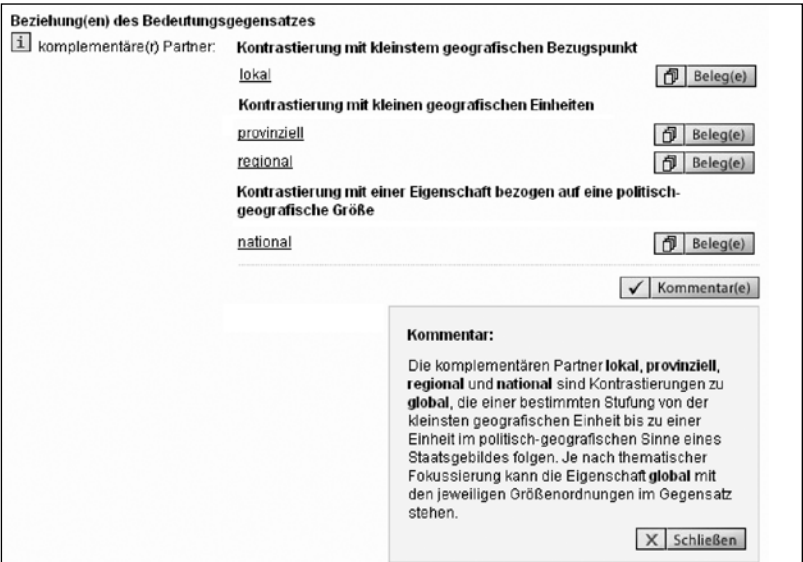 Beziehung(en) des Bedeutungsgegensatzes
i komplementäre(r) Partner: Kontrastierung mit kleinstem geografischen Bezugspunkt
lokal Beleg(e)
Kontrastierung mit kleinen geografischen Einheiten
provinziell Beleg(e)
regional Beleg(e)
Kontrastierung mit einer Eigenschaft bezogen auf eine politisch-
geografische Größe
national Beleg(e)
Kommentar(e)
Kommentar:
Die komplementären Partner lokal, provinziell,
regional und national sind Kontrastierungen zu
global, die einer bestimmten Stufung von der
kleinsten geografischen Einheit bis zu einer
Einheit im politisch-geografischen Sinne eines
Staatsgebildes folgen. Je nach thematischer
Fokussierung kann die Eigenschaft global mit
den jeweiligen Größenordnungen im Gegensatz
stehen.
X Schließen